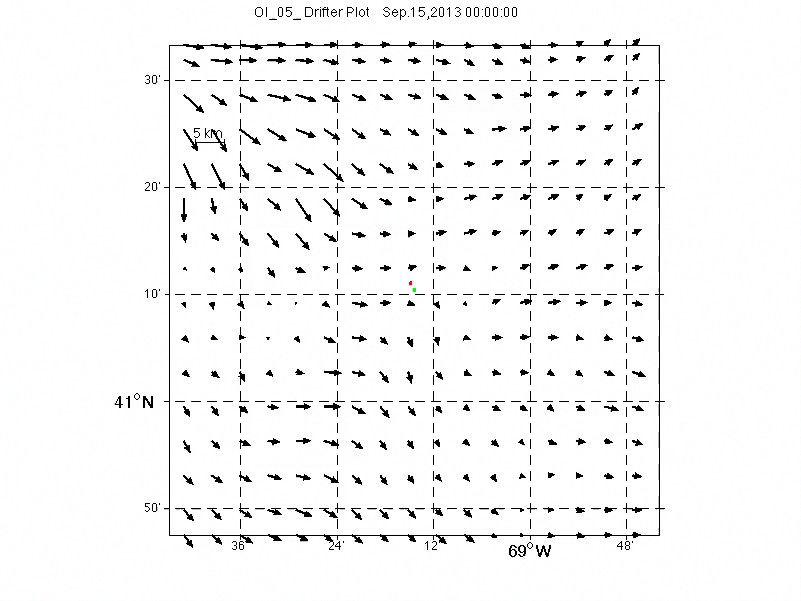 OI_05_ Drifter Plot Sep.15,2013 00:00:00
30'
5 km
20'
10'
41°N
50'
36' 24' 12' 69°W 48'